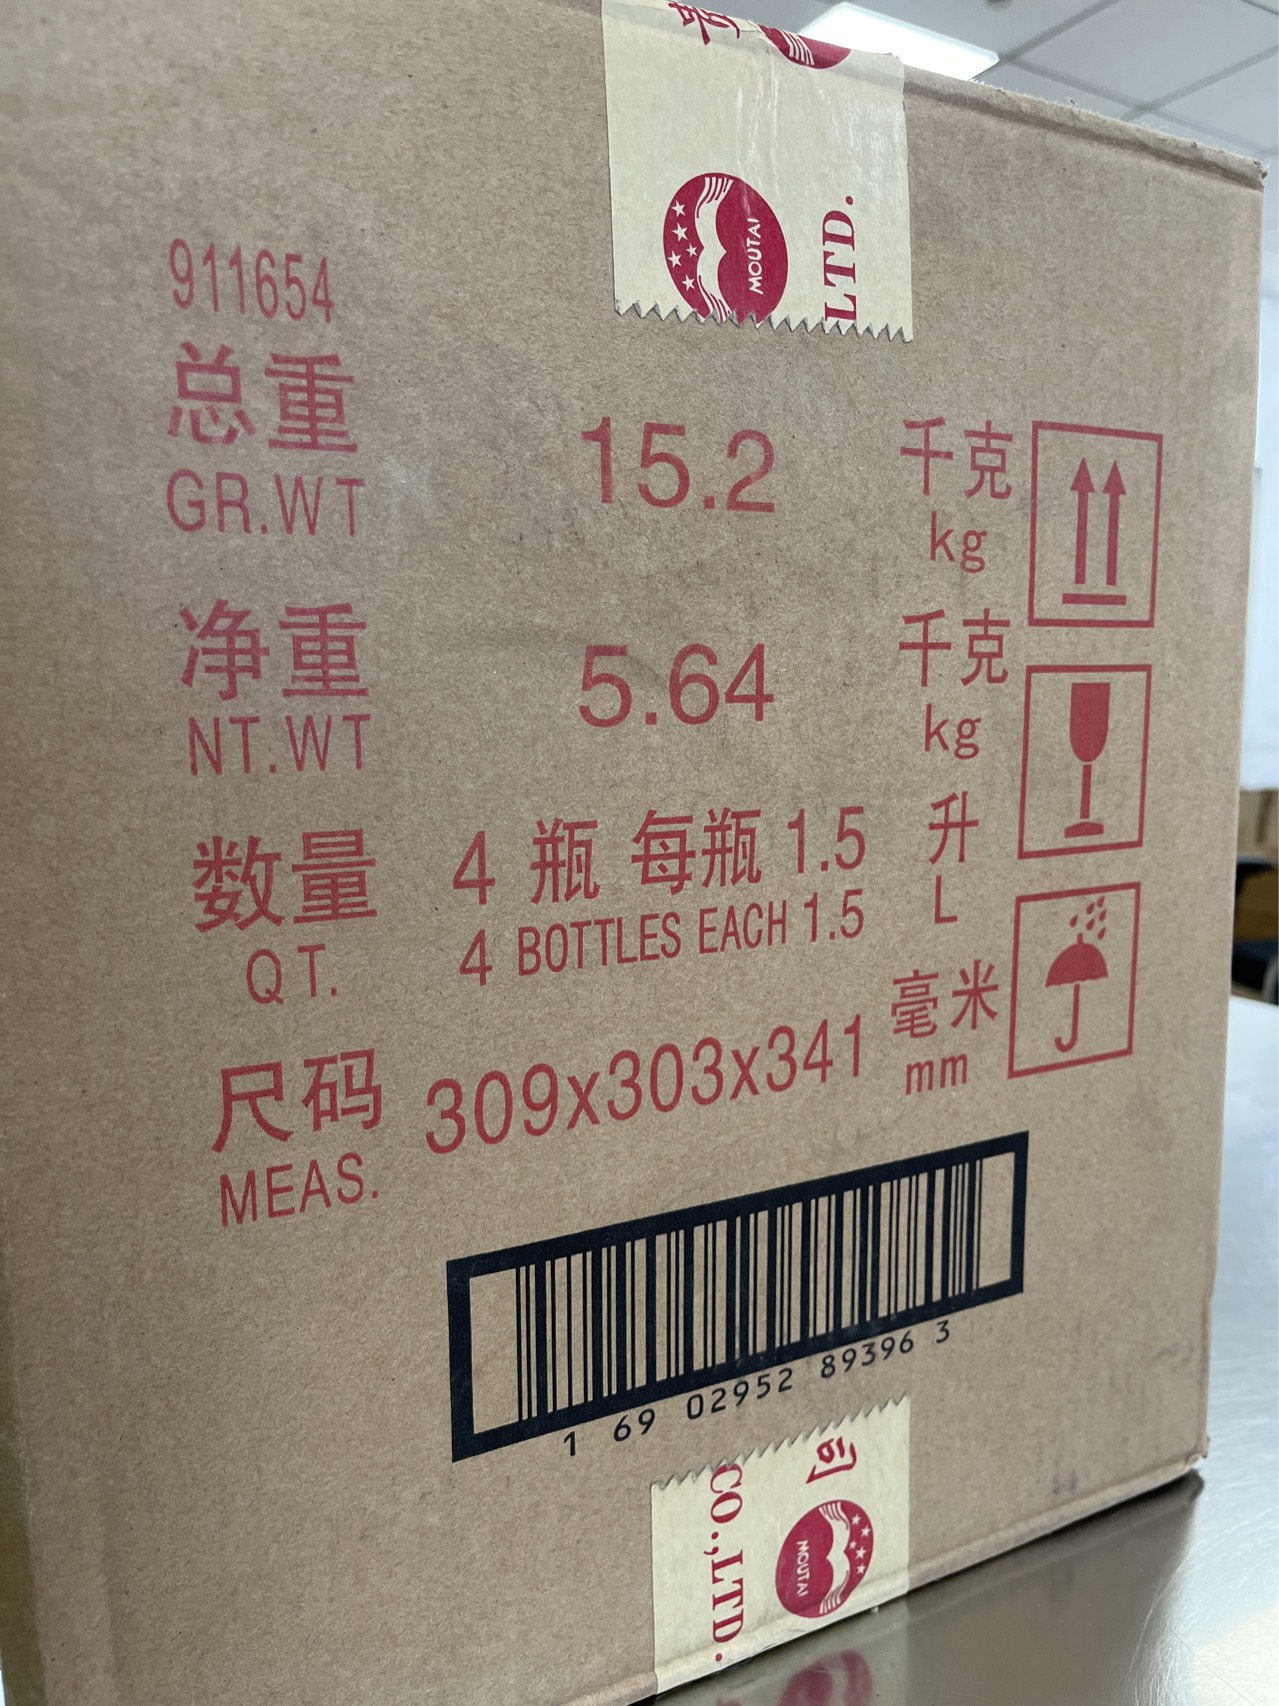 MOUTAI
LTD.
911654
总重 15.2 千克
GR.WT kg
净重 5.64 千克
NT.WT kg
数量 4 瓶 每瓶 1.5 升
QT. 4 BOTTLES EACH 1.5 L
尺码 309x303x341 毫米
MEAS. mm
1 69 02952 89396 3
司
CO.,LTD.
MOUTAI